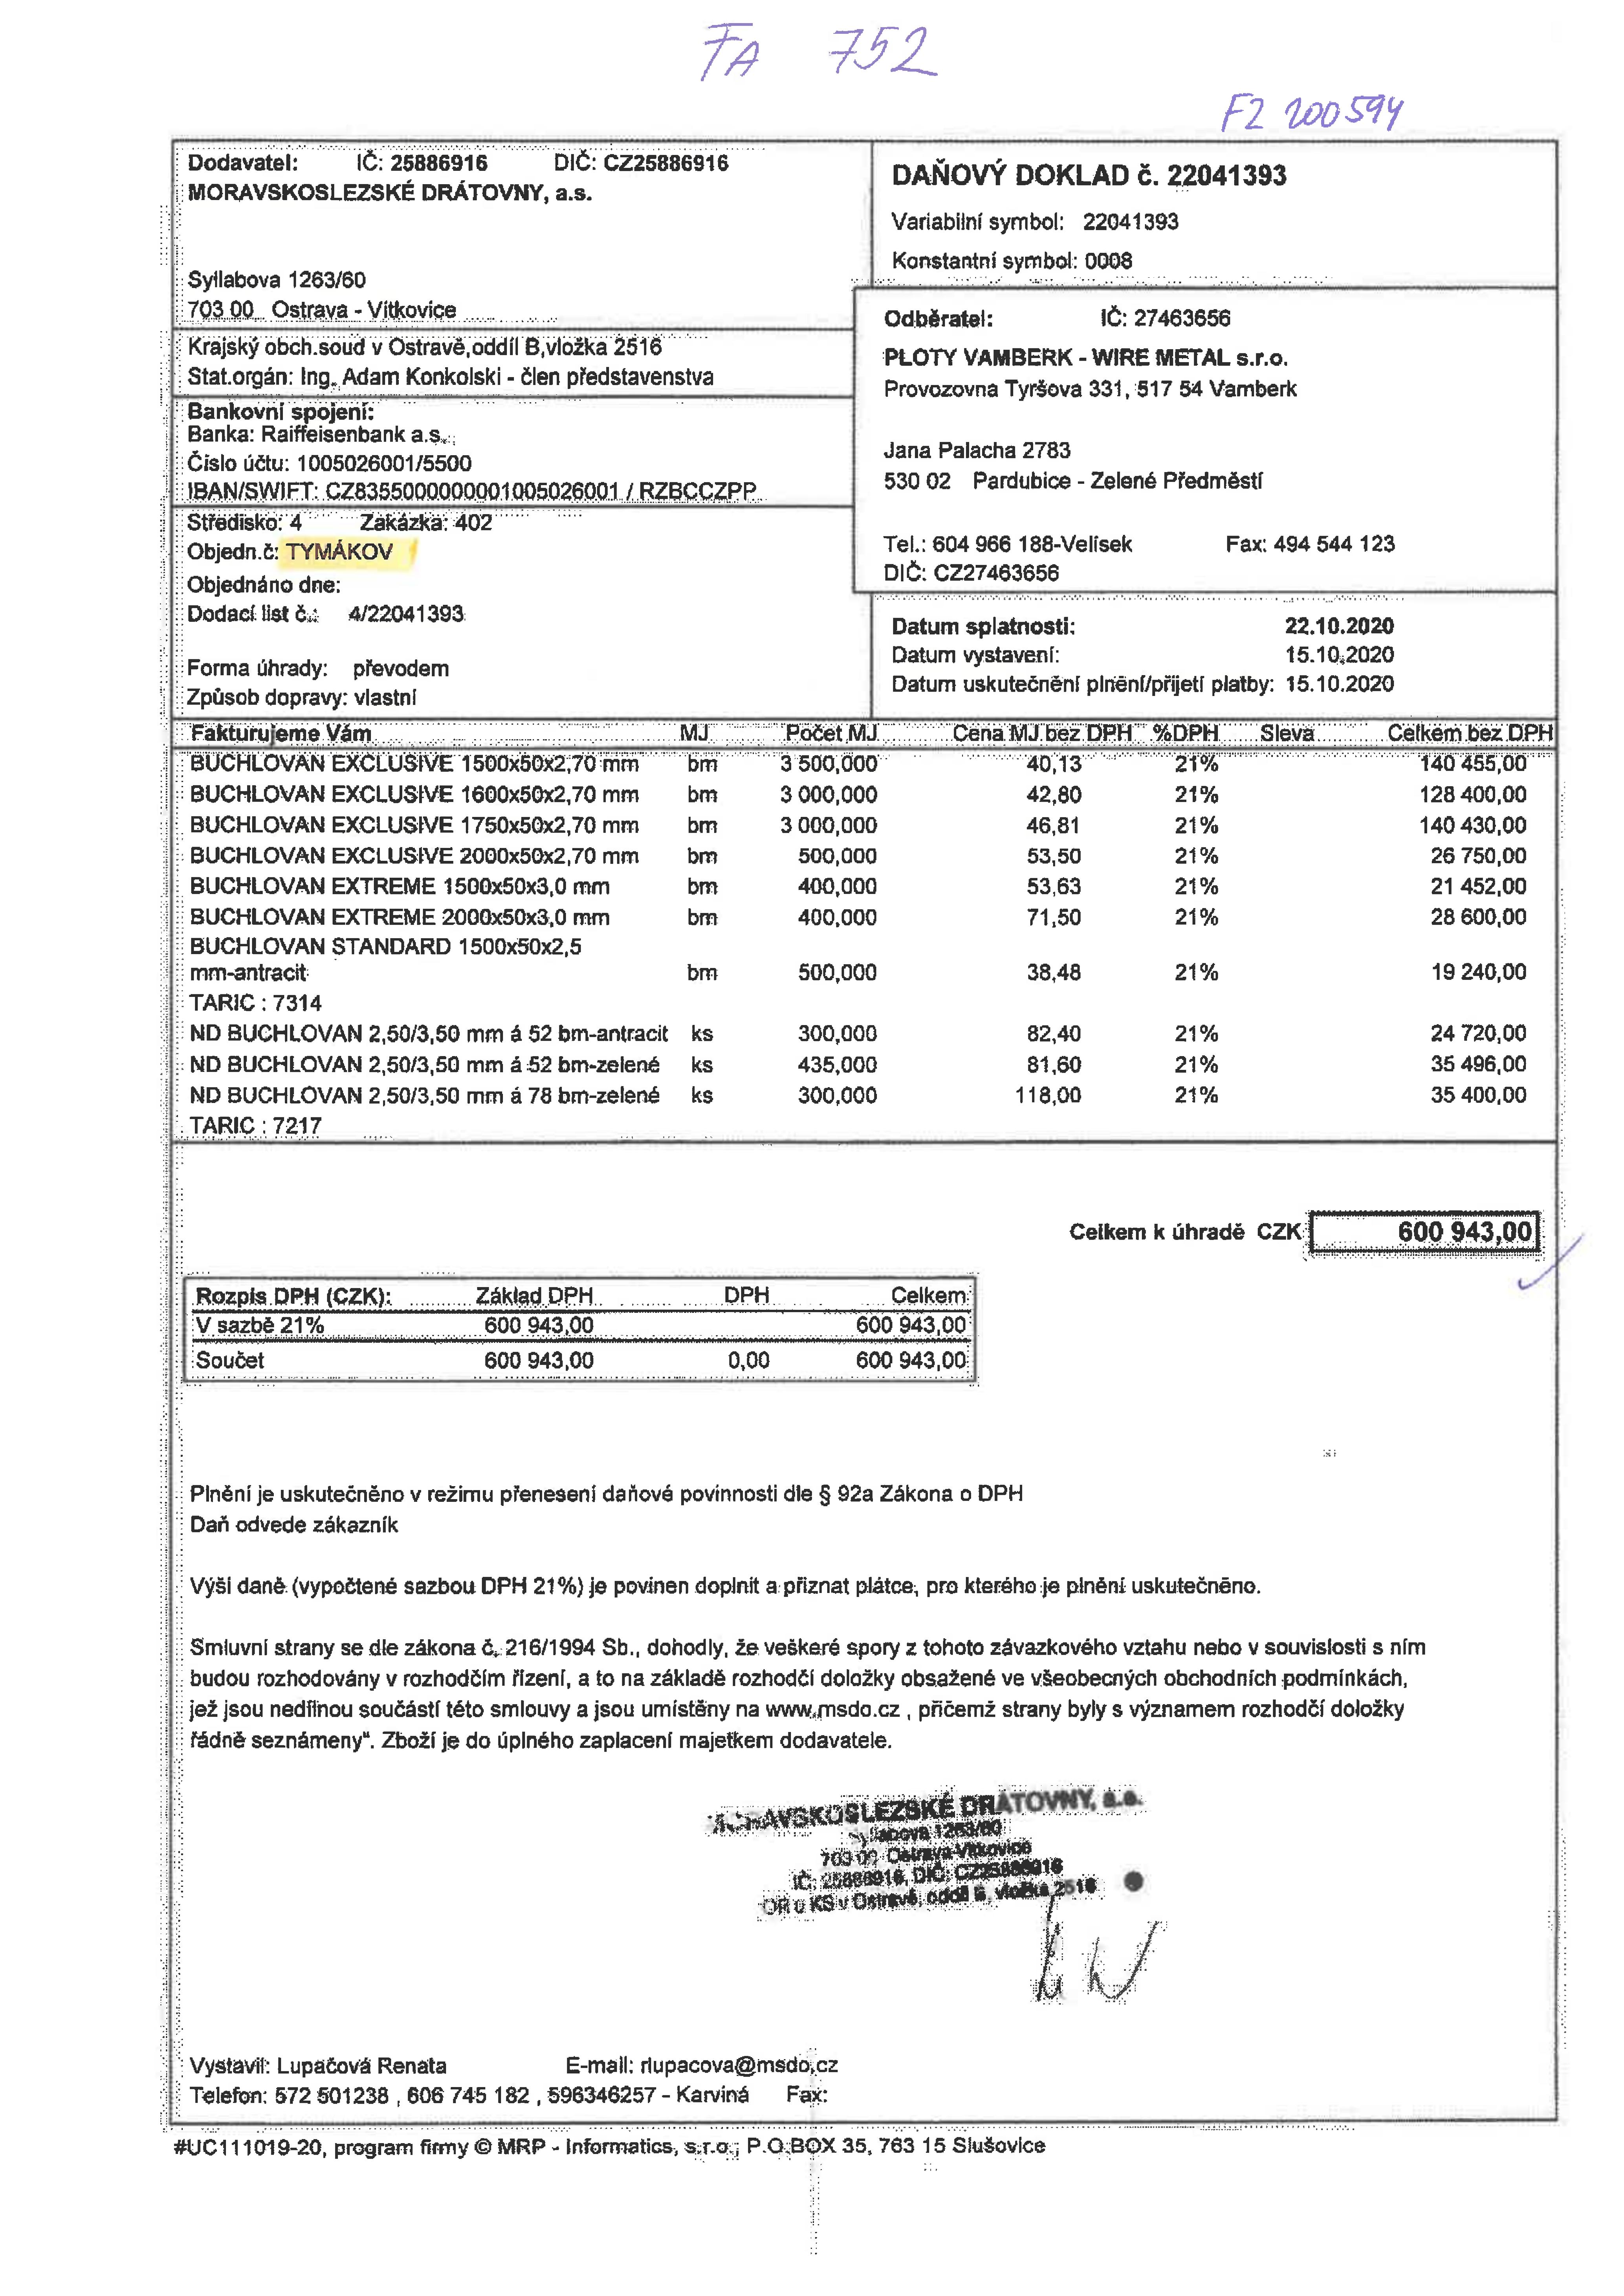 FA 752
F2 200594
Dodavatel: IČ: 25886916 DIČ: CZ25886916
MORAVSKOSLEZSKÉ DRÁTOVNY, a.s.
Syllabova 1263/60
703 00 Ostrava - Vítkovice
Krajský obch.soud v Ostravě,oddíl B,vložka 2516
Stat.orgán: Ing. Adam Konkolski - člen představenstva
Bankovní spojení:
Banka: Raiffeisenbank a.s.
Číslo účtu: 1005026001/5500
IBAN/SWIFT: CZ8355000000001005026001 / RZBCCZPP
Středisko: 4 Zakázka: 402
Objedn.č: TYMÁKOV
Objednáno dne:
Dodací list č.: 4/22041393
Forma úhrady: převodem
Způsob dopravy: vlastní
DAŇOVÝ DOKLAD č. 22041393
Variabilní symbol: 22041393
Konstantní symbol: 0008
Odběratel: IČ: 27463656
PLOTY VAMBERK - WIRE METAL s.r.o.
Provozovna Tyršova 331, 517 54 Vamberk
Jana Palacha 2783
530 02 Pardubice - Zelené Předměstí
Tel.: 604 966 188-Velísek Fax: 494 544 123
DIČ: CZ27463656
Datum splatnosti: 22.10.2020
Datum vystavení: 15.10.2020
Datum uskutečnění plnění/přijetí platby: 15.10.2020
Fakturujeme Vám MJ Počet MJ Cena MJ bez DPH %DPH Sleva Celkem bez DPH
BUCHLOVAN EXCLUSIVE 1500x50x2,70 mm bm 3 500,000 40,13 21% 140 455,00
BUCHLOVAN EXCLUSIVE 1600x50x2,70 mm bm 3 000,000 42,80 21% 128 400,00
BUCHLOVAN EXCLUSIVE 1750x50x2,70 mm bm 3 000,000 46,81 21% 140 430,00
BUCHLOVAN EXCLUSIVE 2000x50x2,70 mm bm 500,000 53,50 21% 26 750,00
BUCHLOVAN EXTREME 1500x50x3,0 mm bm 400,000 53,63 21% 21 452,00
BUCHLOVAN EXTREME 2000x50x3,0 mm bm 400,000 71,50 21% 28 600,00
BUCHLOVAN STANDARD 1500x50x2,5
mm-antracit bm 500,000 38,48 21% 19 240,00
TARIC : 7314
ND BUCHLOVAN 2,50/3,50 mm á 52 bm-antracit ks 300,000 82,40 21% 24 720,00
ND BUCHLOVAN 2,50/3,50 mm á 52 bm-zelené ks 435,000 81,60 21% 35 496,00
ND BUCHLOVAN 2,50/3,50 mm á 78 bm-zelené ks 300,000 118,00 21% 35 400,00
TARIC : 7217
Celkem k úhradě CZK 600 943,00
Rozpis DPH (CZK): Základ DPH DPH Celkem
V sazbě 21% 600 943,00 600 943,00
Součet 600 943,00 0,00 600 943,00
Plnění je uskutečněno v režimu přenesení daňové povinnosti dle § 92a Zákona o DPH
Daň odvede zákazník
Výši daně (vypočtené sazbou DPH 21%) je povinen doplnit a přiznat plátce, pro kterého je plnění uskutečněno.
Smluvní strany se dle zákona č. 216/1994 Sb., dohodly, že veškeré spory z tohoto závazkového vztahu nebo v souvislosti s ním
budou rozhodovány v rozhodčím řízení, a to na základě rozhodčí doložky obsažené ve všeobecných obchodních podmínkách,
jež jsou nedílnou součástí této smlouvy a jsou umístěny na www.msdo.cz , přičemž strany byly s významem rozhodčí doložky
řádně seznámeny“. Zboží je do úplného zaplacení majetkem dodavatele.
MORAVSKOSLEZSKÉ DRÁTOVNY, a.s.
Syllabova 1263/60
703 00 Ostrava-Vítkovice
IČ: 25886916, DIČ: CZ25886916
OR u KS v Ostravě, oddíl B, vložka 2516
Vystavil: Lupačová Renata E-mail: rlupacova@msdo.cz
Telefon: 572 501238 , 606 745 182 , 596346257 - Karviná Fax:
#UC111019-20, program firmy © MRP - Informatics, s.r.o.; P.O.BOX 35, 763 15 Slušovice